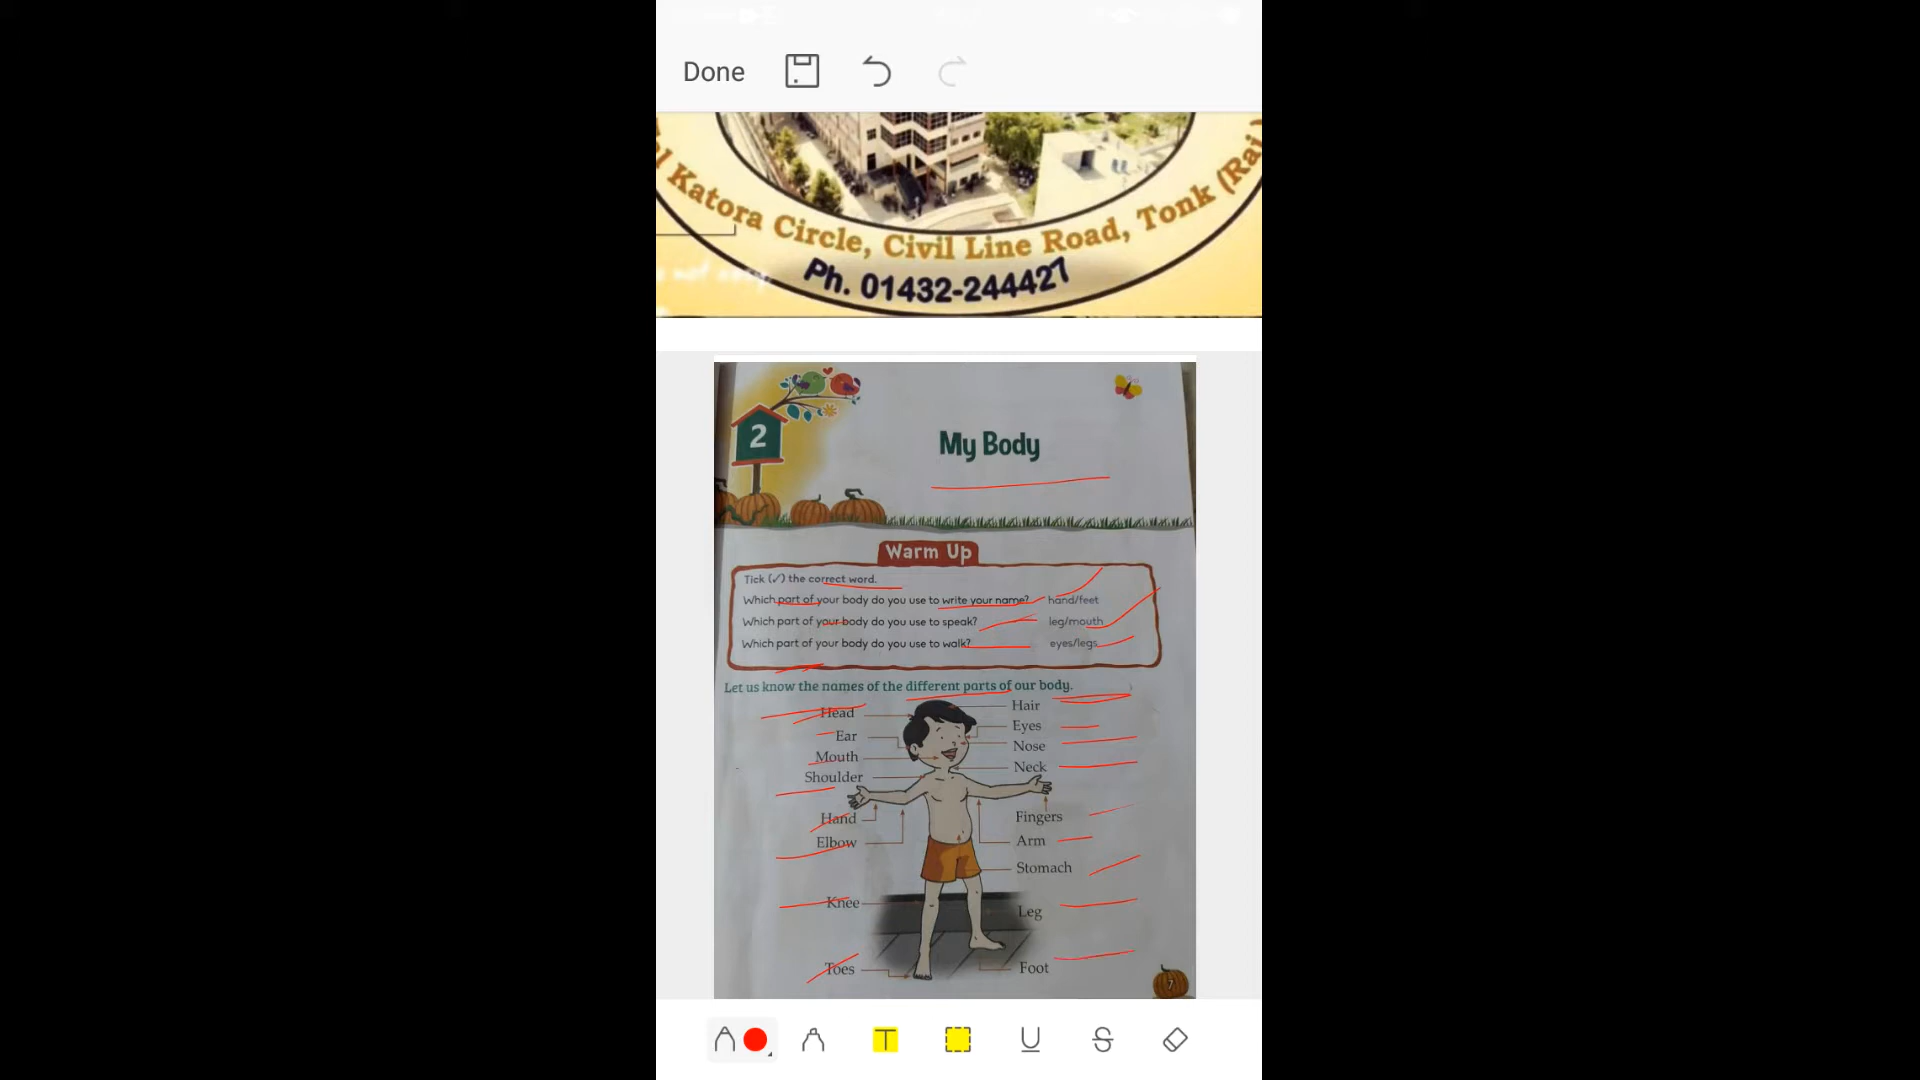 Done
Katora Circle, Civil Line Road, Tonk (Raj)
Ph. 01432-244427
2
My Body
Warm Up
Tick (✓) the correct word.
Which part of your body do you use to write your name? hand/feet
Which part of your body do you use to speak? leg/mouth
Which part of your body do you use to walk? eyes/legs
Let us know the names of the different parts of our body.
Head Hair
Ear Eyes
Mouth Nose
Shoulder Neck
Hand Fingers
Elbow Arm
Stomach
Knee Leg
Toes Foot
7
T
U
S